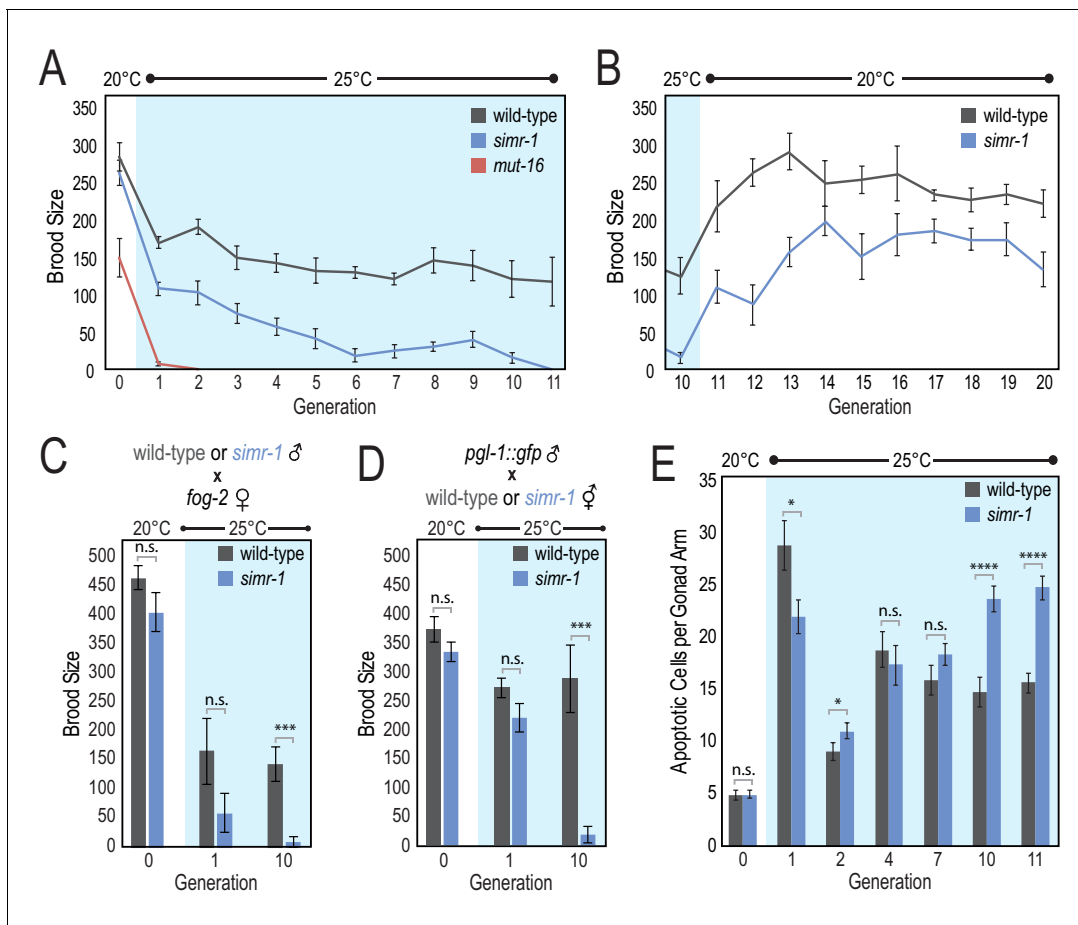 A
20°C
25°C
350
300
250
200
150
100
50
0
Brood Size
wild-type
simr-1
mut-16
0 1 2 3 4 5 6 7 8 9 10 11
Generation
B
25°C
20°C
350
300
250
200
150
100
50
0
Brood Size
wild-type
simr-1
10 11 12 13 14 15 16 17 18 19 20
Generation
C
wild-type or simr-1 ♂
x
fog-2 ♀
20°C
25°C
500
450
400
350
300
250
200
150
100
50
0
Brood Size
wild-type
simr-1
n.s.
n.s.
***
0 1 10
Generation
D
pgl-1::gfp ♂
x
wild-type or simr-1 ⚥
20°C
25°C
500
450
400
350
300
250
200
150
100
50
0
Brood Size
wild-type
simr-1
n.s.
n.s.
***
0 1 10
Generation
E
20°C
25°C
35
30
25
20
15
10
5
0
Apoptotic Cells per Gonad Arm
wild-type
simr-1
n.s.
*
*
n.s.
n.s.
****
****
0 1 2 4 7 10 11
Generation